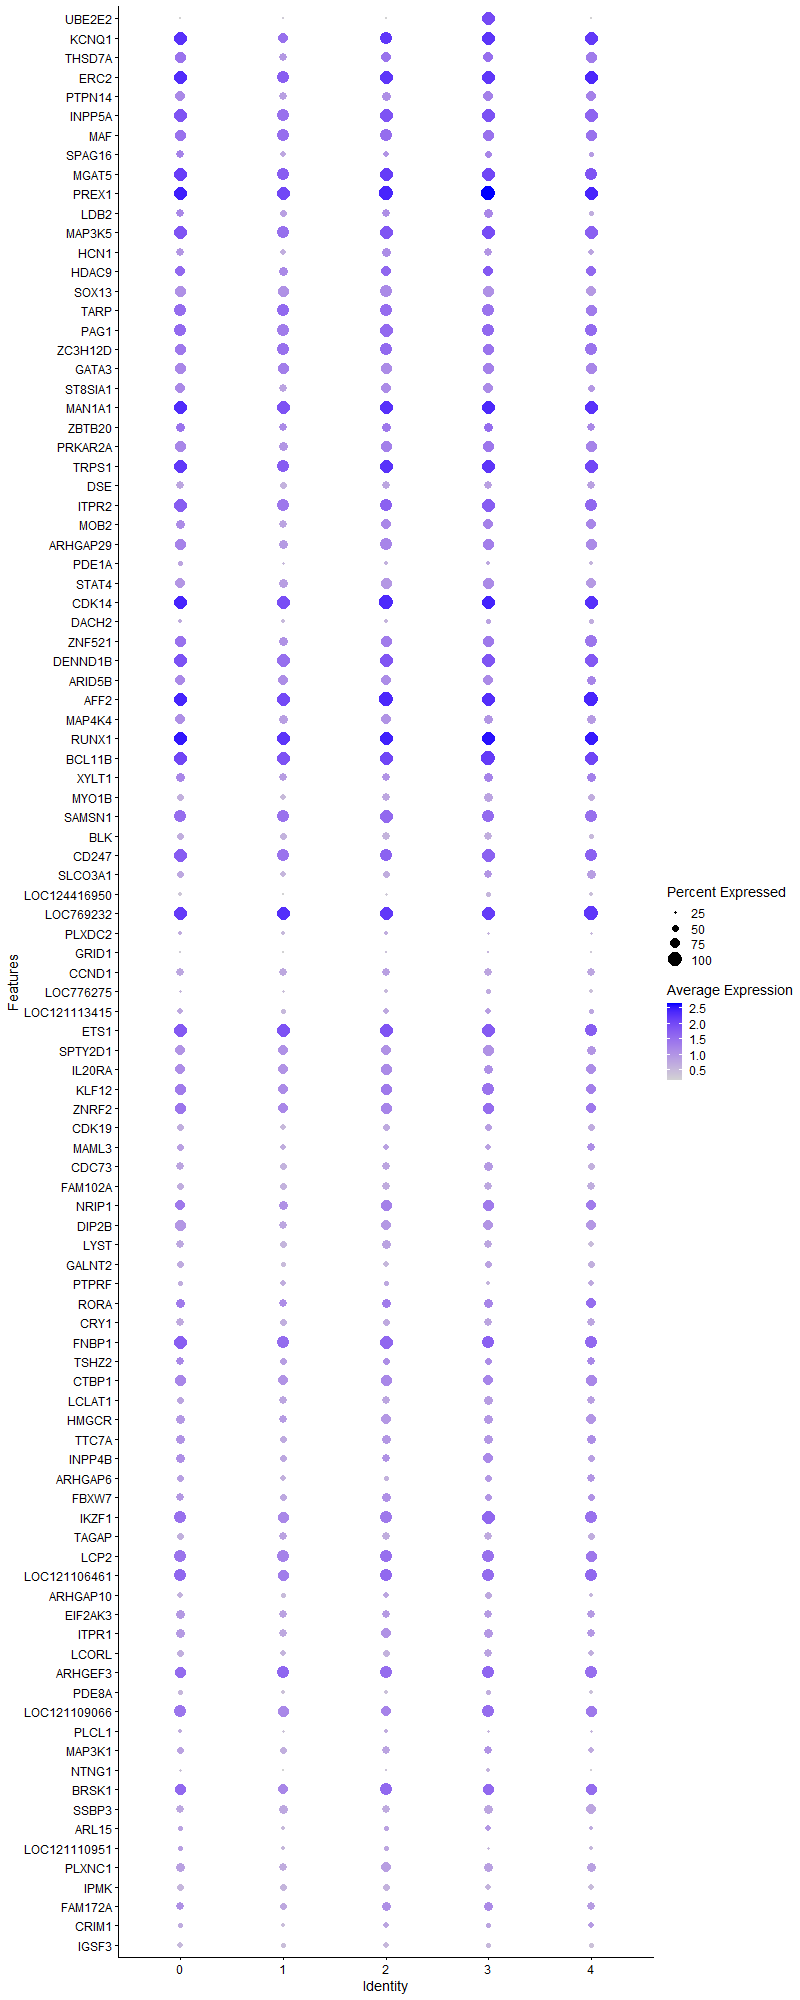 UBE2E2
KCNQ1
THSD7A
ERC2
PTPN14
INPP5A
MAF
SPAG16
MGAT5
PREX1
LDB2
MAP3K5
HCN1
HDAC9
SOX13
TARP
PAG1
ZC3H12D
GATA3
ST8SIA1
MAN1A1
ZBTB20
PRKAR2A
TRPS1
DSE
ITPR2
MOB2
ARHGAP29
PDE1A
STAT4
CDK14
DACH2
ZNF521
DENND1B
ARID5B
AFF2
MAP4K4
RUNX1
BCL11B
XYLT1
MYO1B
SAMSN1
BLK
CD247
SLCO3A1
LOC124416950
LOC769232
PLXDC2
GRID1
CCND1
LOC776275
LOC121113415
ETS1
SPTY2D1
IL20RA
KLF12
ZNRF2
CDK19
MAML3
CDC73
FAM102A
NRIP1
DIP2B
LYST
GALNT2
PTPRF
RORA
CRY1
FNBP1
TSHZ2
CTBP1
LCLAT1
HMGCR
TTC7A
INPP4B
ARHGAP6
FBXW7
IKZF1
TAGAP
LCP2
LOC121106461
ARHGAP10
EIF2AK3
ITPR1
LCORL
ARHGEF3
PDE8A
LOC121109066
PLCL1
MAP3K1
NTNG1
BRSK1
SSBP3
ARL15
LOC121110951
PLXNC1
IPMK
FAM172A
CRIM1
IGSF3
Features
0 1 2 3 4
Identity
Percent Expressed
25
50
75
100
Average Expression
2.5
2.0
1.5
1.0
0.5